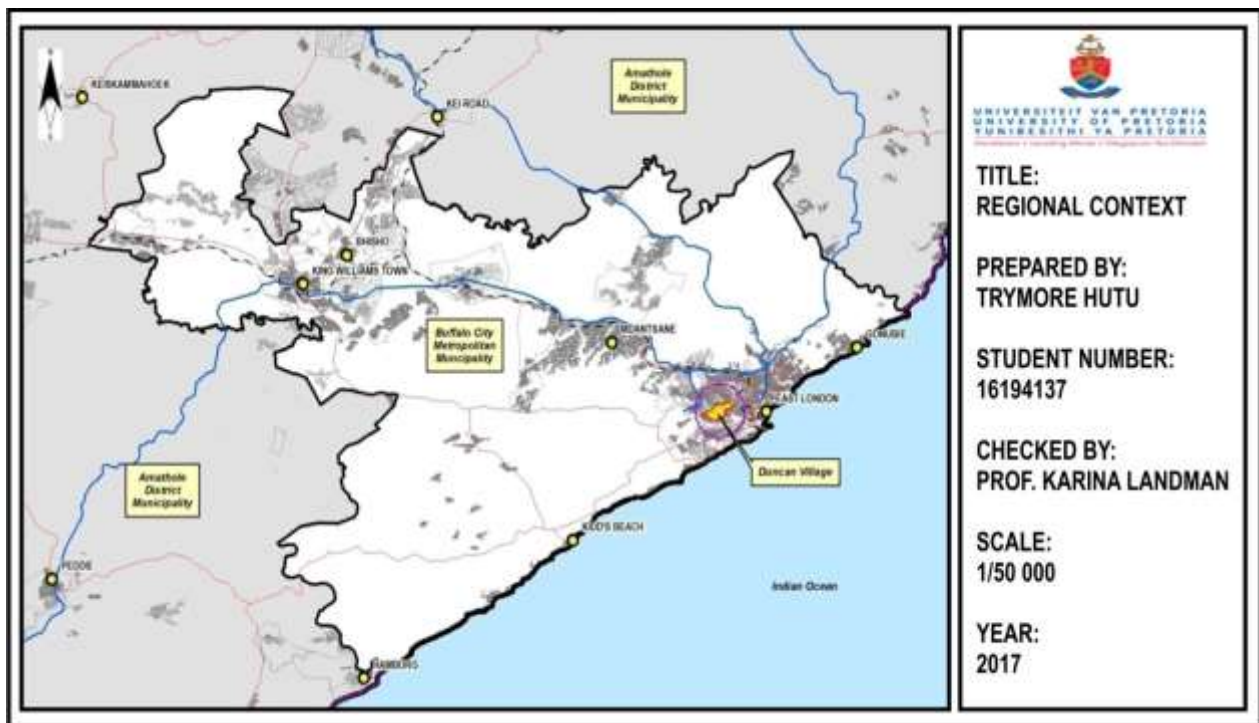 KEISKAMMAHOEK
KEI ROAD
Amathole
District
Municipality
BHISHO
KING WILLIAMS TOWN
Buffalo City
Metropolitan
Muncipality
MDANTSANE
GONUBIE
EAST LONDON
Duncan Village
Amathole
District
Municipality
KIDD'S BEACH
PEDDIE
Indian Ocean
HAMBURG
UNIVERSITEIT VAN PRETORIA
UNIVERSITY OF PRETORIA
YUNIBESITHI YA PRETORIA
TITLE:
REGIONAL CONTEXT
PREPARED BY:
TRYMORE HUTU
STUDENT NUMBER:
16194137
CHECKED BY:
PROF. KARINA LANDMAN
SCALE:
1/50 000
YEAR:
2017